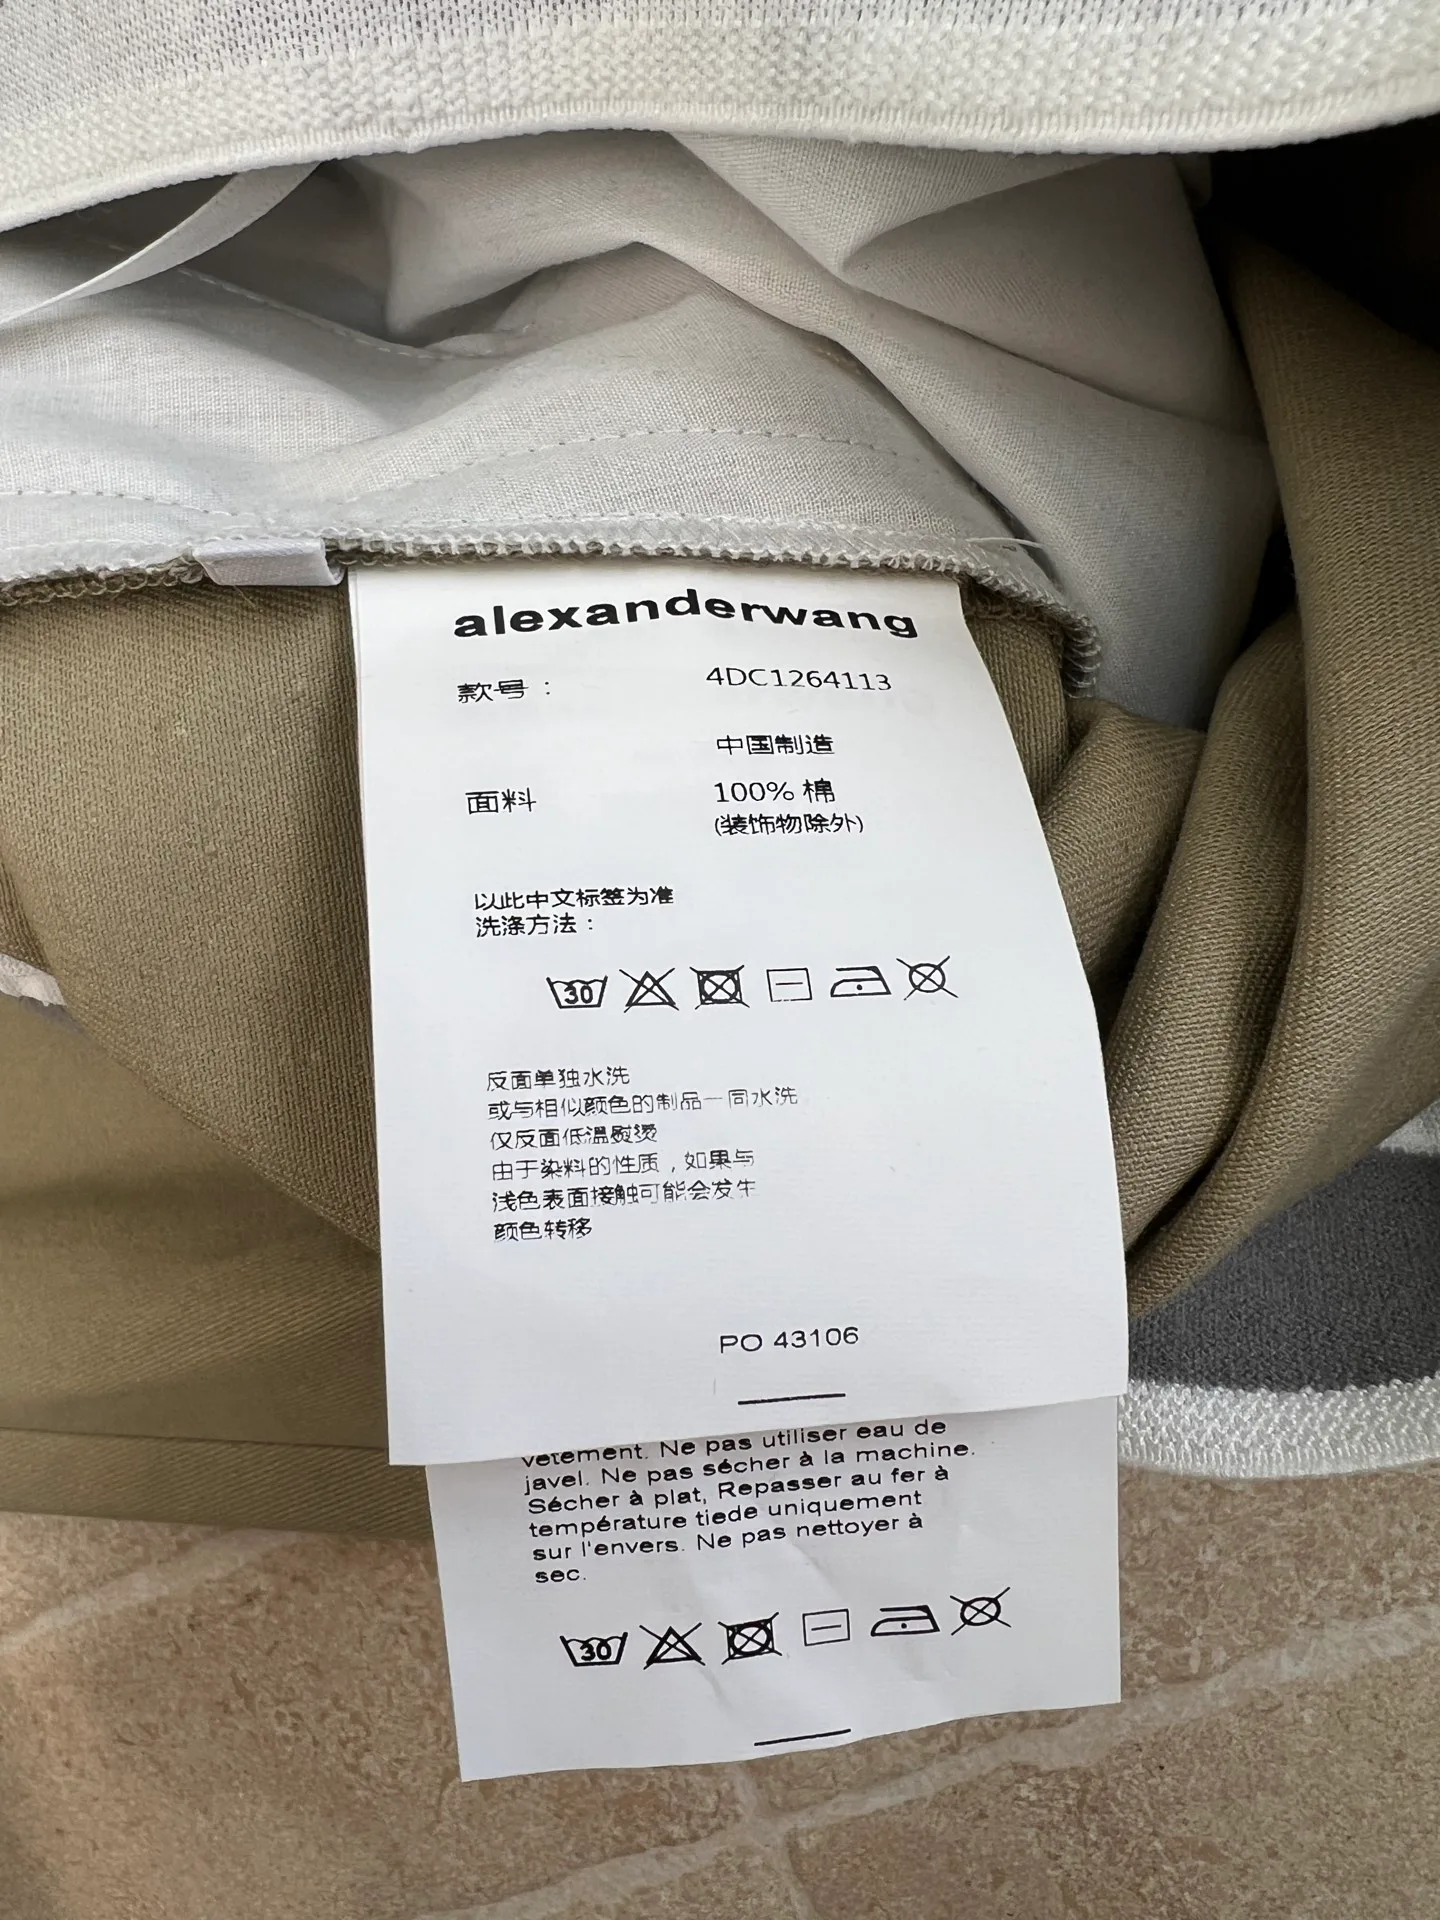 alexanderwang
款号： 4DC1264113
中国制造
面料 100% 棉
(装饰物除外)
以此中文标签为准
洗涤方法：
30
反面单独水洗
或与相似颜色的制品一同水洗
仅反面低温熨烫
由于染料的性质，如果与
浅色表面接触可能会发生
颜色转移
PO 43106
vêtement. Ne pas utiliser eau de
javel. Ne pas sécher à la machine.
Sécher à plat, Repasser au fer à
température tiede uniquement
sur l'envers. Ne pas nettoyer à
sec.
30